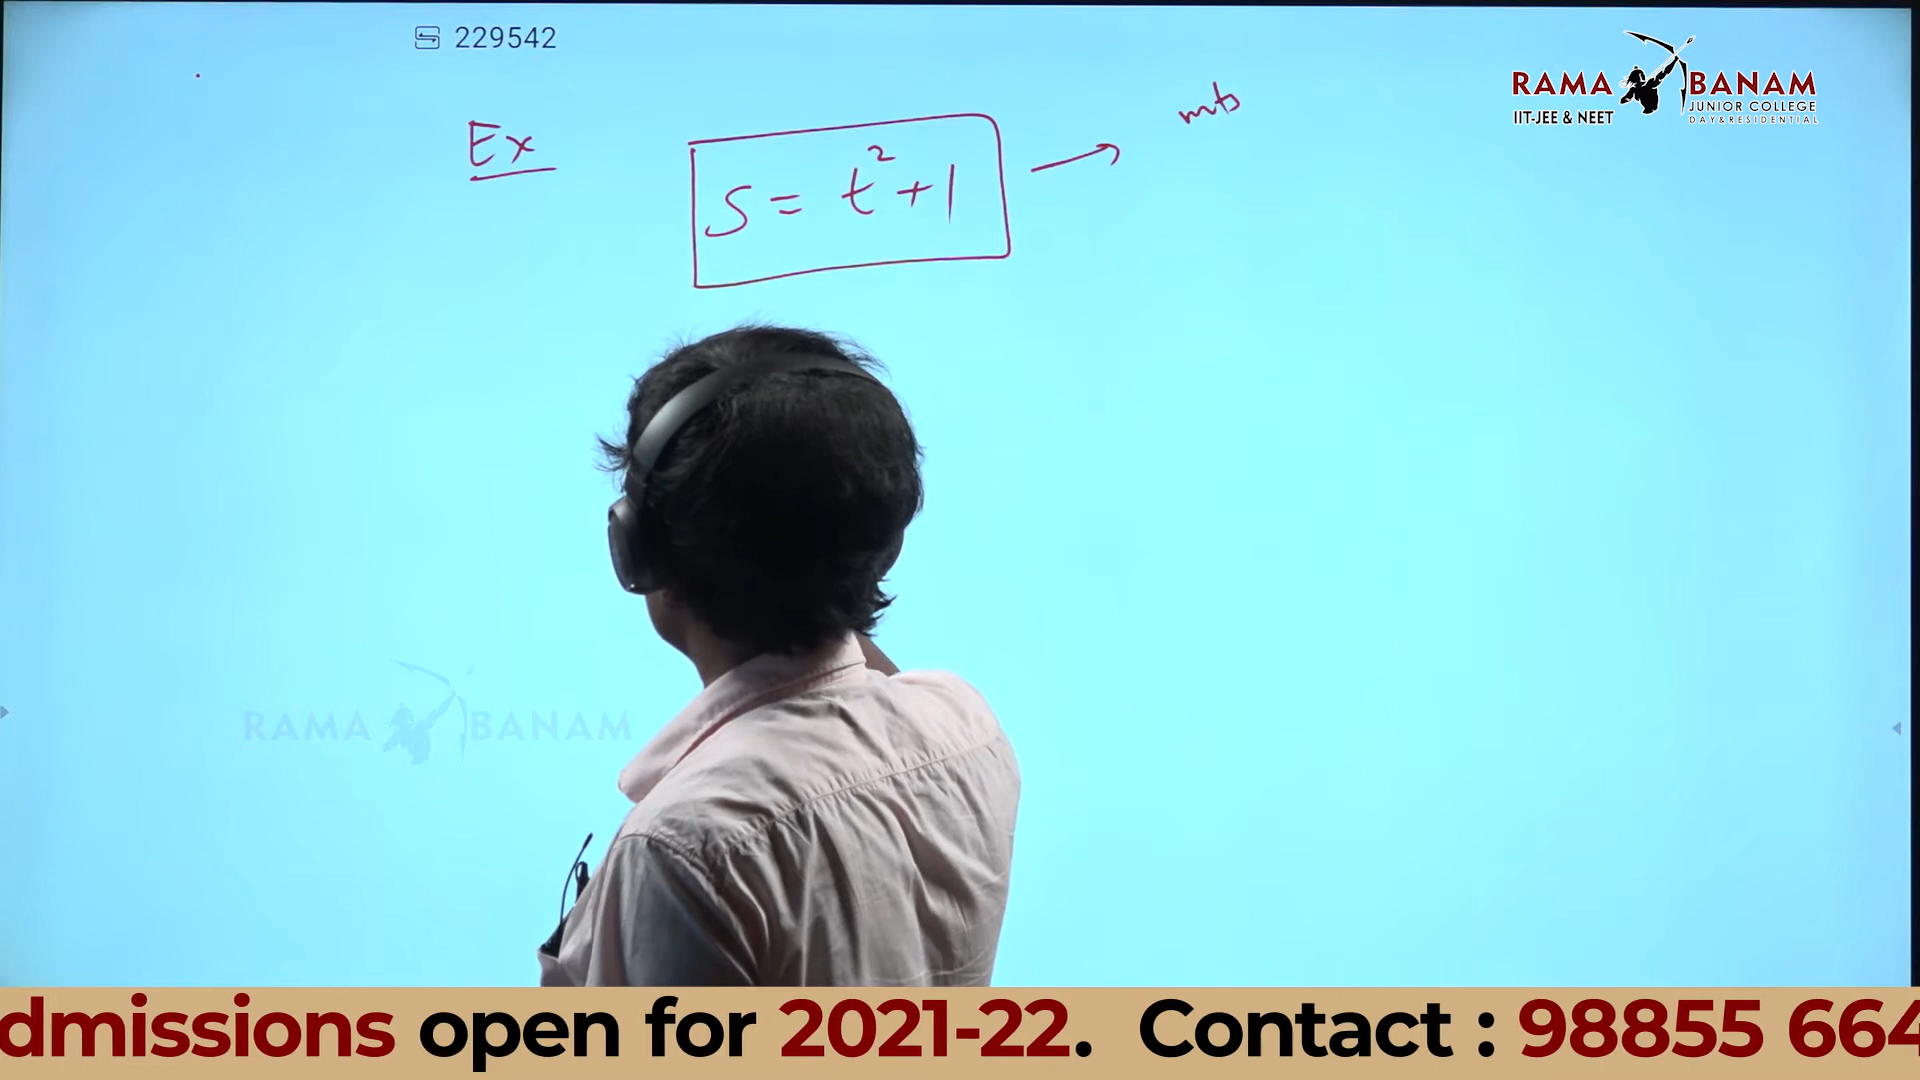 229542
RAMA BANAM
JUNIOR COLLEGE
IIT-JEE & NEET
DAY & RESIDENTIAL
Ex
s = t²+1 → mts
RAMA BANAM
dmissions open for 2021-22. Contact : 98855 664